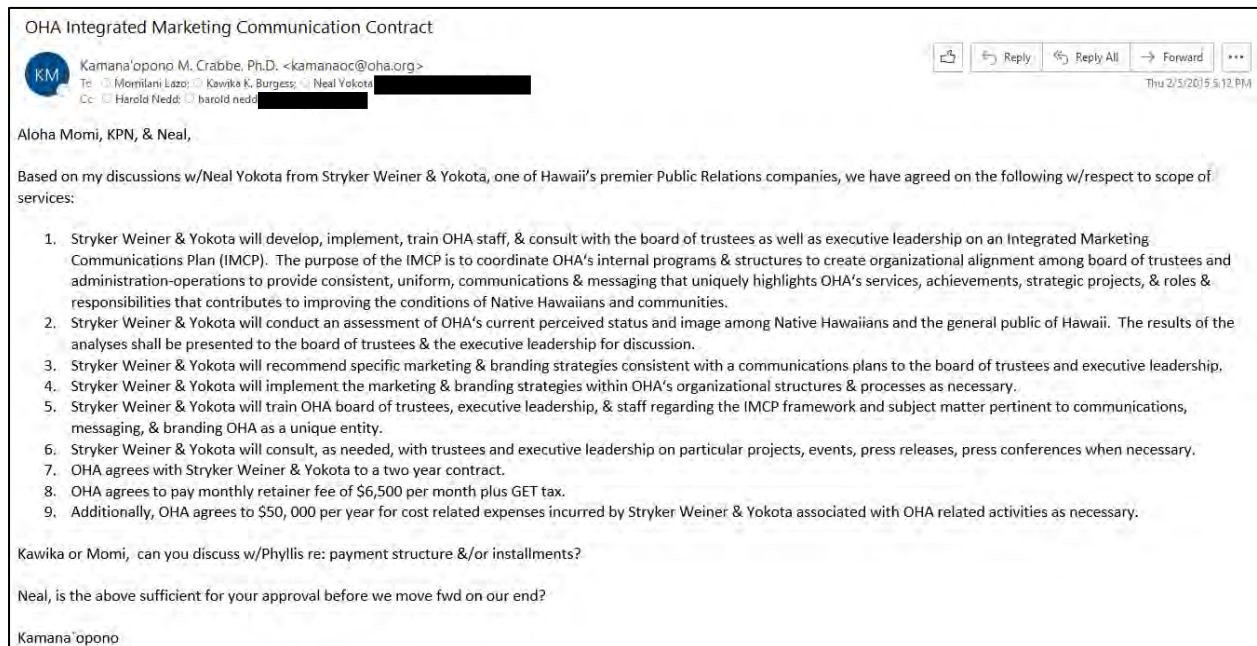 OHA Integrated Marketing Communication Contract
KM
Kamana'opono M. Crabbe, Ph.D. <kamanaoc@oha.org>
To Momilani Lazo; Kawika K. Burgess; Neal Yokota
Cc Harold Nedd; harold nedd
Reply Reply All Forward ...
Thu 2/5/2015 5:12 PM
Aloha Momi, KPN, & Neal,
Based on my discussions w/Neal Yokota from Stryker Weiner & Yokota, one of Hawaii's premier Public Relations companies, we have agreed on the following w/respect to scope of
services:
1. Stryker Weiner & Yokota will develop, implement, train OHA staff, & consult with the board of trustees as well as executive leadership on an Integrated Marketing
Communications Plan (IMCP). The purpose of the IMCP is to coordinate OHA's internal programs & structures to create organizational alignment among board of trustees and
administration-operations to provide consistent, uniform, communications & messaging that uniquely highlights OHA's services, achievements, strategic projects, & roles &
responsibilities that contributes to improving the conditions of Native Hawaiians and communities.
2. Stryker Weiner & Yokota will conduct an assessment of OHA's current perceived status and image among Native Hawaiians and the general public of Hawaii. The results of the
analyses shall be presented to the board of trustees & the executive leadership for discussion.
3. Stryker Weiner & Yokota will recommend specific marketing & branding strategies consistent with a communications plans to the board of trustees and executive leadership.
4. Stryker Weiner & Yokota will implement the marketing & branding strategies within OHA's organizational structures & processes as necessary.
5. Stryker Weiner & Yokota will train OHA board of trustees, executive leadership, & staff regarding the IMCP framework and subject matter pertinent to communications,
messaging, & branding OHA as a unique entity.
6. Stryker Weiner & Yokota will consult, as needed, with trustees and executive leadership on particular projects, events, press releases, press conferences when necessary.
7. OHA agrees with Stryker Weiner & Yokota to a two year contract.
8. OHA agrees to pay monthly retainer fee of $6,500 per month plus GET tax.
9. Additionally, OHA agrees to $50, 000 per year for cost related expenses incurred by Stryker Weiner & Yokota associated with OHA related activities as necessary.
Kawika or Momi, can you discuss w/Phyllis re: payment structure &/or installments?
Neal, is the above sufficient for your approval before we move fwd on our end?
Kamana'opono